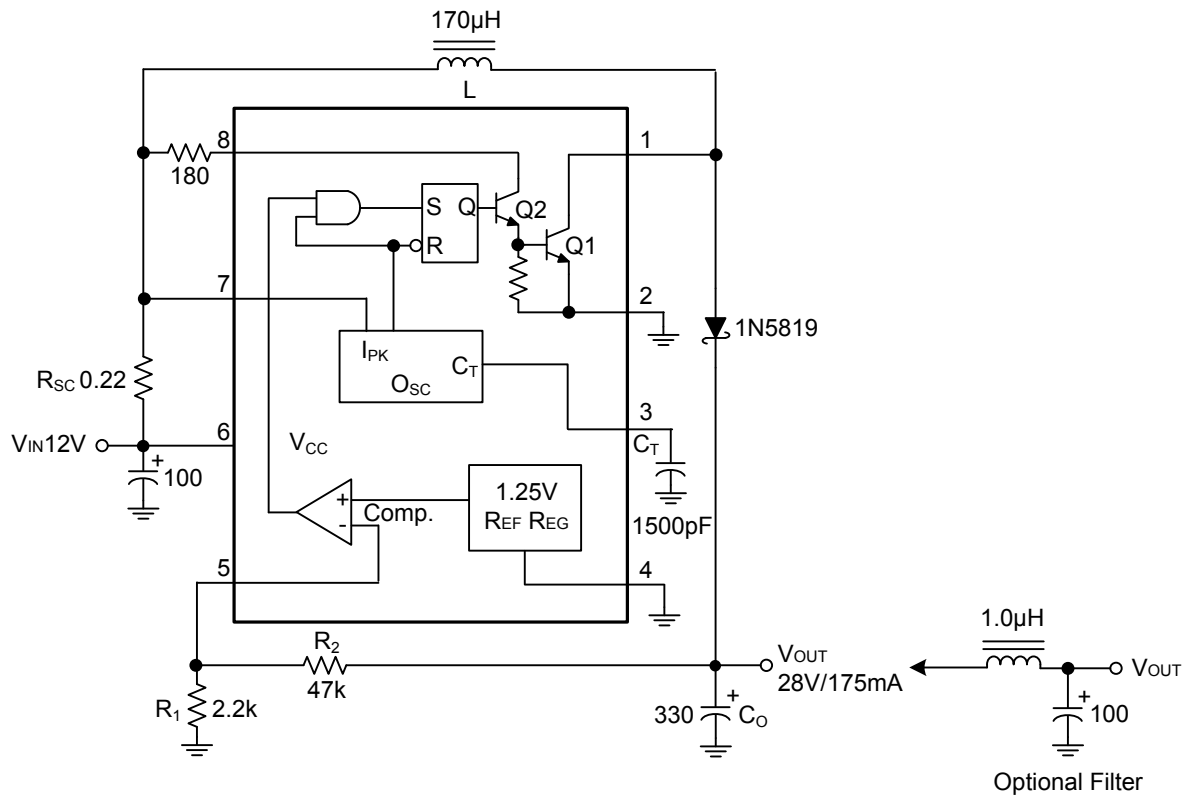 170µH
L
8
1
180
S
Q
Q2
R
Q1
7
2
1N5819
IPK
CT
OSC
RSC 0.22
3
VIN12V
6
VCC
CT
100
1.25V
REF REG
+
-
Comp.
1500pF
5
4
1.0µH
R2
47k
VOUT
28V/175mA
VOUT
R1 2.2k
330
+
CO
+
100
Optional Filter